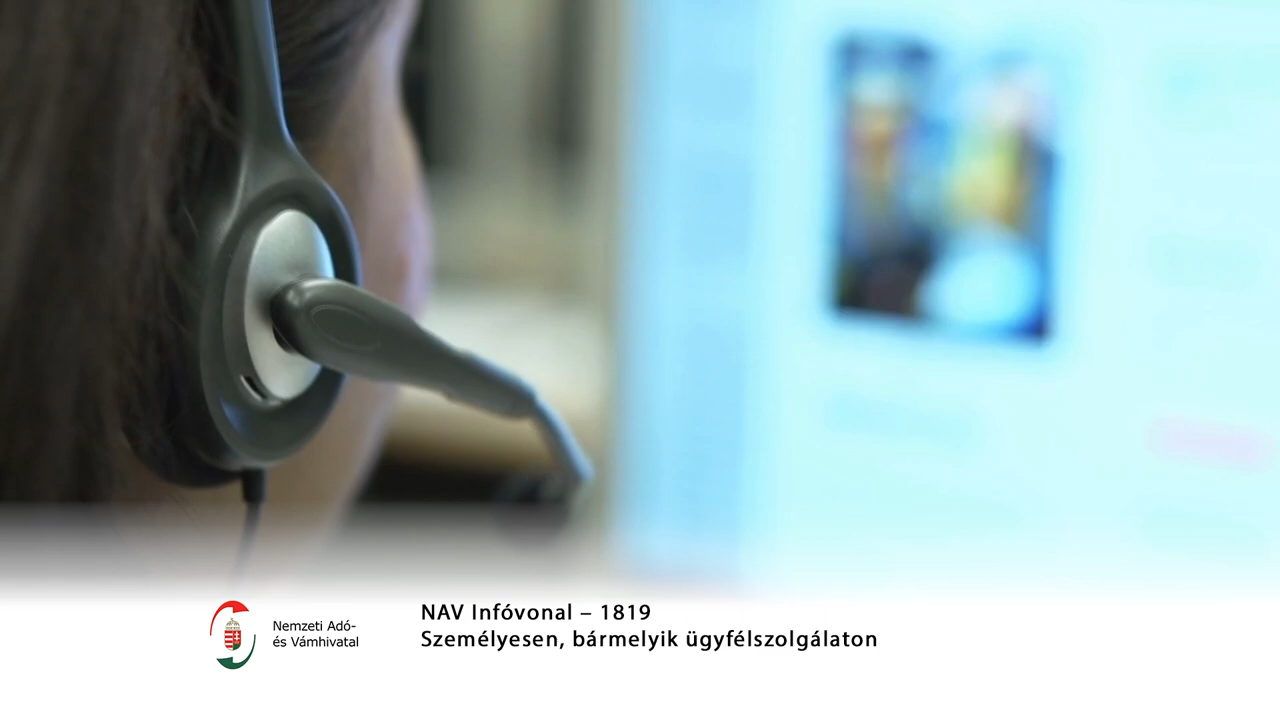 Nemzeti Adó-
és Vámhivatal
NAV Infóvonal – 1819
Személyesen, bármelyik ügyfélszolgálaton